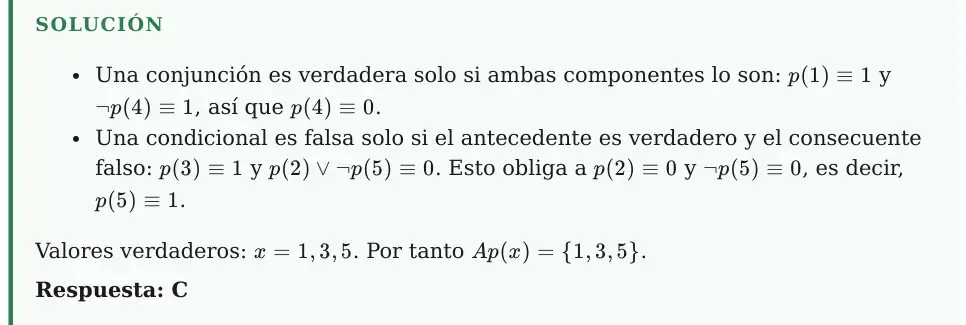 SOLUCIÓN
• Una conjunción es verdadera solo si ambas componentes lo son: p(1) ≡ 1 y
¬p(4) ≡ 1, así que p(4) ≡ 0.
• Una condicional es falsa solo si el antecedente es verdadero y el consecuente
falso: p(3) ≡ 1 y p(2) ∨ ¬p(5) ≡ 0. Esto obliga a p(2) ≡ 0 y ¬p(5) ≡ 0, es decir,
p(5) ≡ 1.
Valores verdaderos: x = 1, 3, 5. Por tanto Ap(x) = {1, 3, 5}.
Respuesta: C